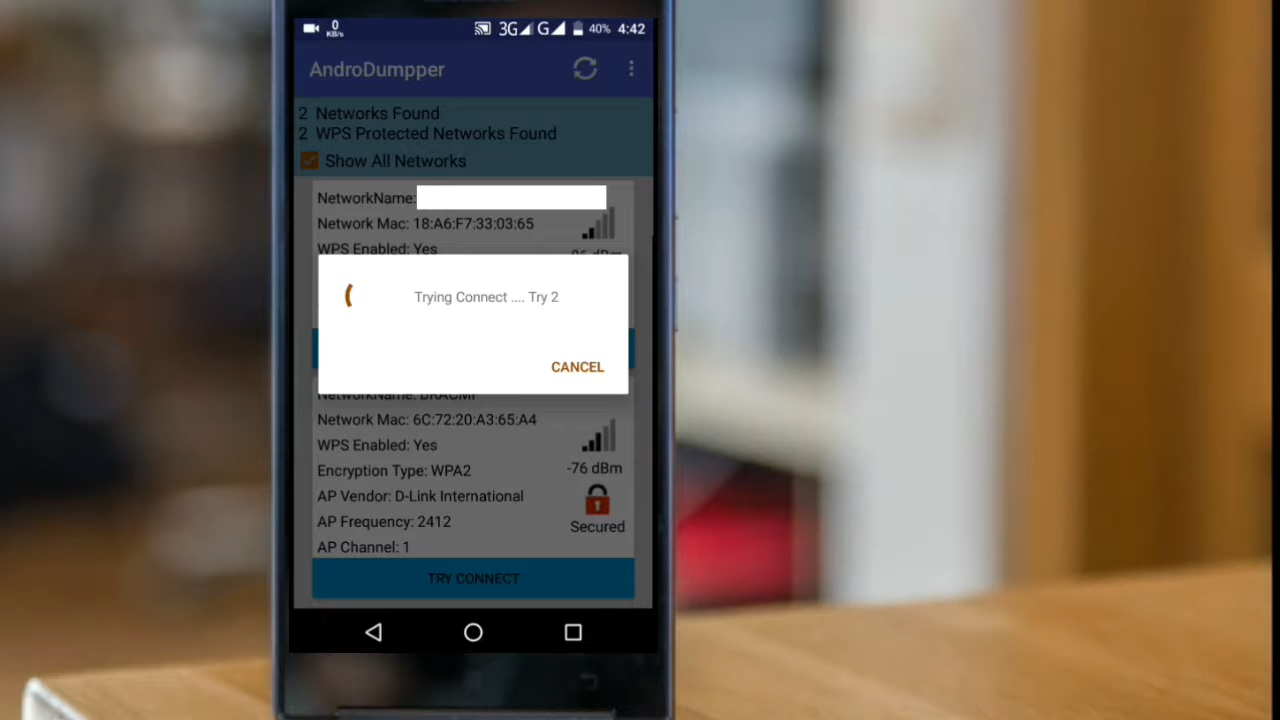 0
KB/s
3G G 40% 4:42
AndroDumpper
2 Networks Found
2 WPS Protected Networks Found
Show All Networks
NetworkName:
Network Mac: 18:A6:F7:33:03:65
WPS Enabled: Yes
Trying Connect .... Try 2
CANCEL
Network Mac: 6C:72:20:A3:65:A4
WPS Enabled: Yes
Encryption Type: WPA2
-76 dBm
AP Vendor: D-Link International
AP Frequency: 2412
Secured
AP Channel: 1
TRY CONNECT